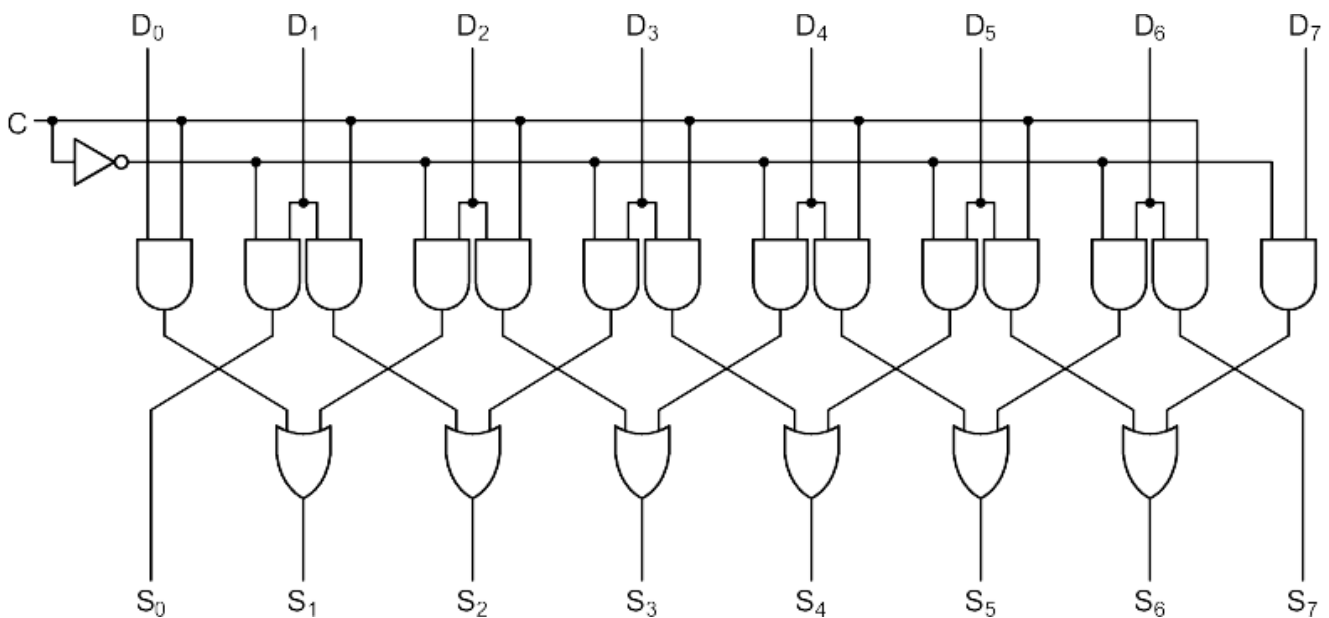 D₀ D₁ D₂ D₃ D₄ D₅ D₆ D₇
C
S₀ S₁ S₂ S₃ S₄ S₅ S₆ S₇